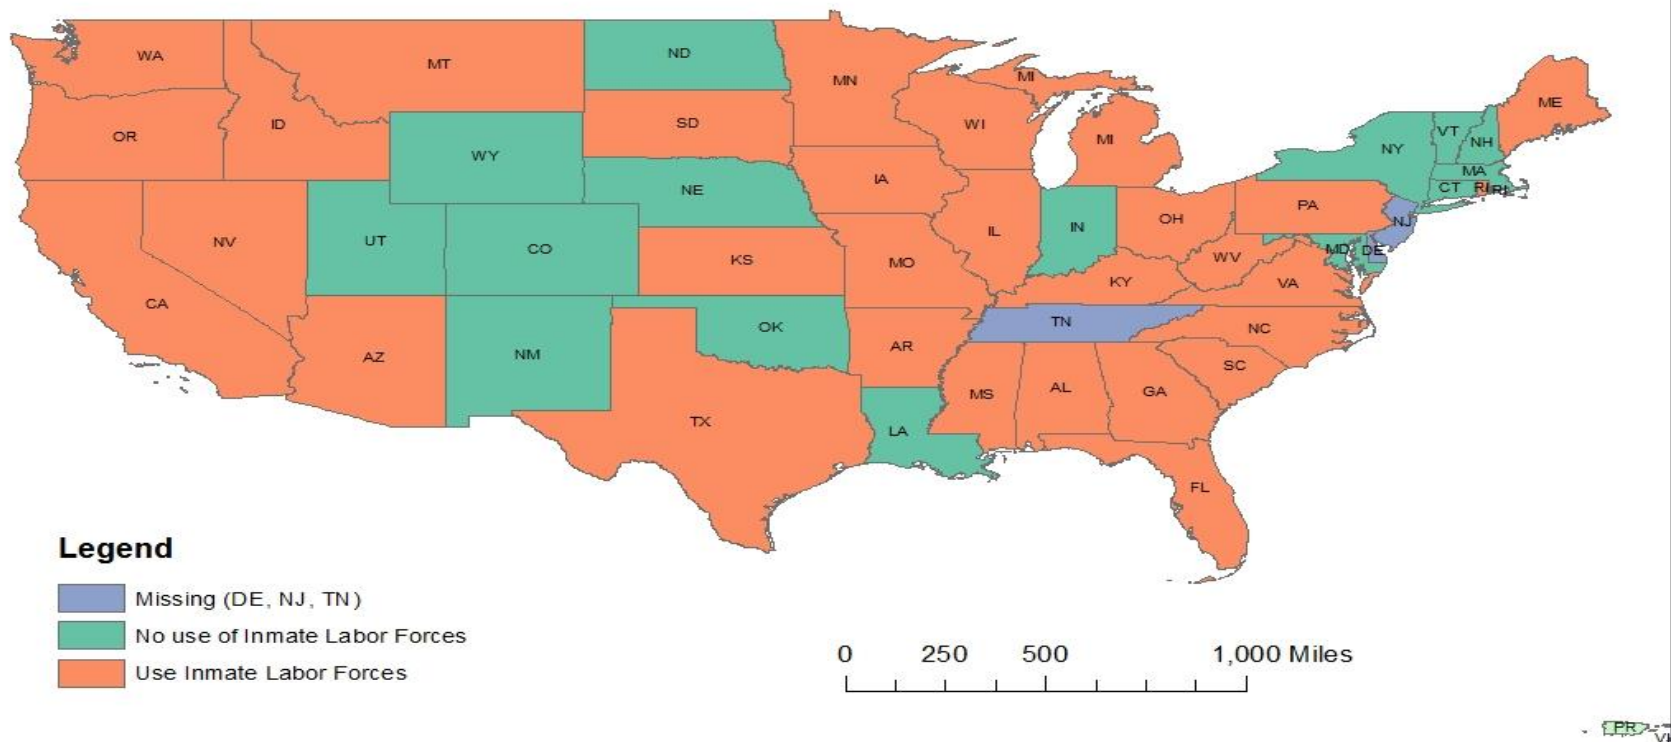 WA
MT
ND
MN
MI
ME
OR
ID
SD
WI
MI
VT
NH
NY
WY
IA
MA
NE
CT RI RI
PA
NV
UT
CO
IL
IN
OH
NJ
KS
MO
WV
MD DE
CA
KY
VA
OK
TN
NC
AZ
NM
AR
SC
MS
AL
GA
TX
LA
FL
Legend
Missing (DE, NJ, TN)
No use of Inmate Labor Forces
Use Inmate Labor Forces
0 250 500 1,000 Miles
PR